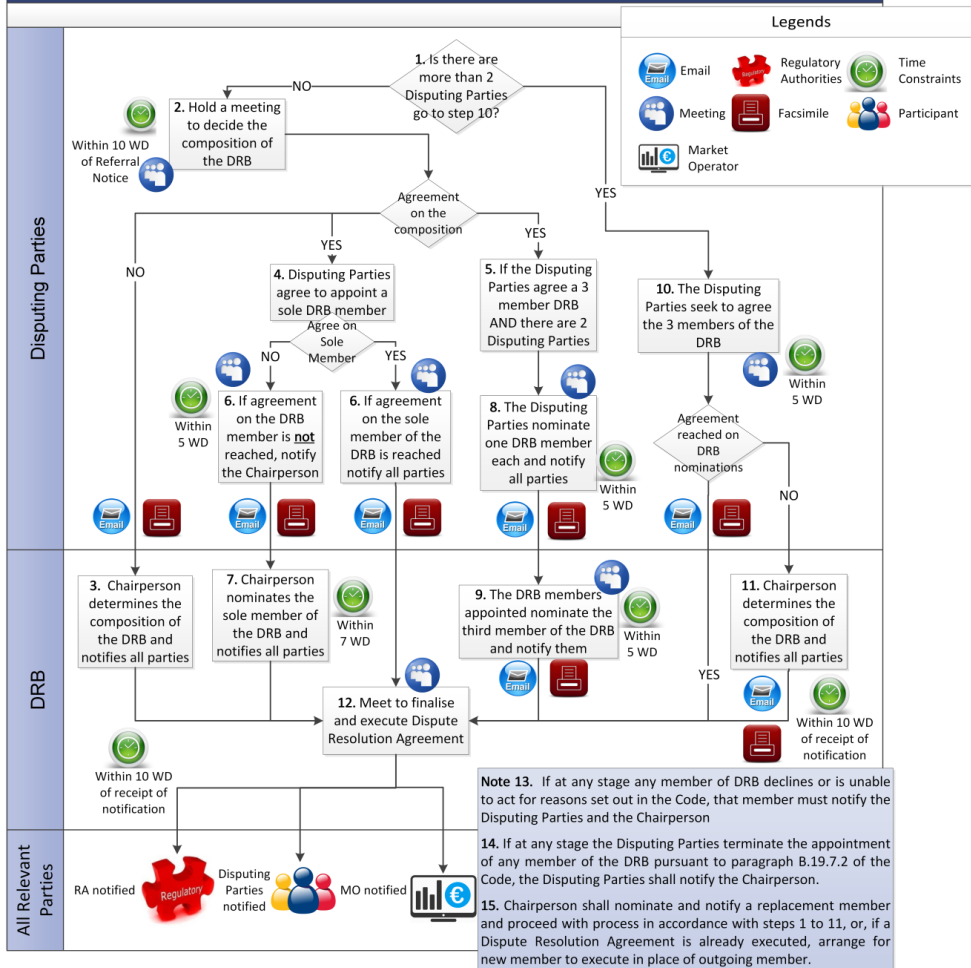 Legends
Email
Regulatory
Regulatory
Authorities
Time
Constraints
Meeting
Facsimile
Participant
Market
Operator
Disputing Parties
1. Is there are
more than 2
Disputing Parties
go to step 10?
NO
YES
2. Hold a meeting
to decide the
composition of
the DRB
Within 10 WD
of Referral
Notice
Agreement
on the
composition
NO
YES
YES
4. Disputing Parties
agree to appoint a
sole DRB member
Agree on
Sole
Member
NO
YES
5. If the Disputing
Parties agree a 3
member DRB
AND there are 2
Disputing Parties
10. The Disputing
Parties seek to agree
the 3 members of the
DRB
Within
5 WD
Within
5 WD
6. If agreement
on the DRB
member is not
reached, notify
the Chairperson
6. If agreement
on the sole
member of the
DRB is reached
notify all parties
8. The Disputing
Parties nominate
one DRB member
each and notify
all parties
Within
5 WD
Agreement
reached on
DRB
nominations
NO
YES
Email
Email
Email
Email
DRB
3. Chairperson
determines the
composition of
the DRB and
notifies all parties
7. Chairperson
nominates the
sole member of
the DRB and
notifies all parties
Within
7 WD
9. The DRB members
appointed nominate the
third member of the DRB
and notify them
Within
5 WD
Email
11. Chairperson
determines the
composition of the
DRB and notifies all
parties
Email
Within 10 WD
of receipt of
notification
12. Meet to finalise
and execute Dispute
Resolution Agreement
Within 10 WD
of receipt of
notification
All Relevant
Parties
RA notified
Regulatory
Disputing
Parties
notified
MO notified
Note 13. If at any stage any member of DRB declines or is unable
to act for reasons set out in the Code, that member must notify the
Disputing Parties and the Chairperson
14. If at any stage the Disputing Parties terminate the appointment
of any member of the DRB pursuant to paragraph B.19.7.2 of the
Code, the Disputing Parties shall notify the Chairperson.
15. Chairperson shall nominate and notify a replacement member
and proceed with process in accordance with steps 1 to 11, or, if a
Dispute Resolution Agreement is already executed, arrange for
new member to execute in place of outgoing member.